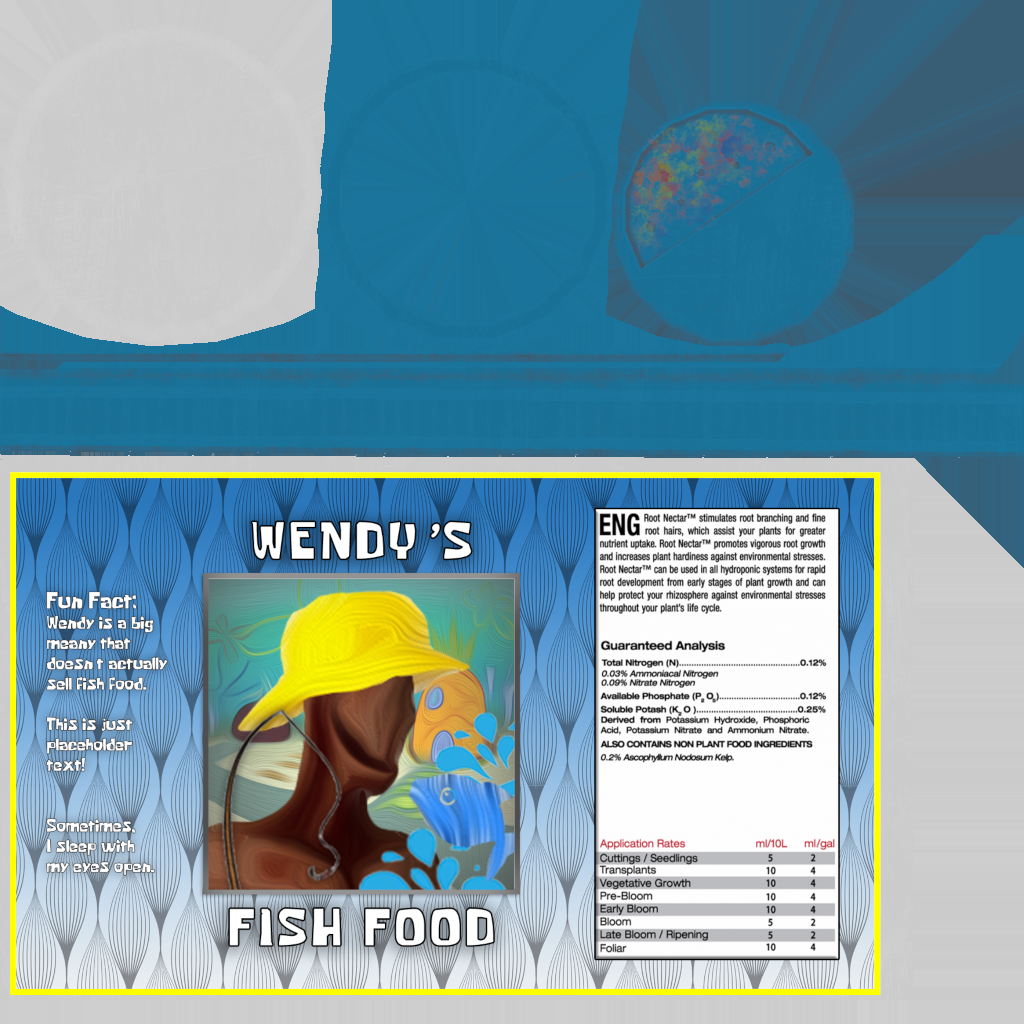 WENDY'S
Fun Fact:
Wendy is a big
meany that
doesn't actually
sell fish food.
This is just
placeholder
text!
Sometimes,
I sleep with
my eyes open.
FISH FOOD
ENG Root Nectar™ stimulates root branching and fine
root hairs, which assist your plants for greater
nutrient uptake. Root Nectar™ promotes vigorous root growth
and increases plant hardiness against environmental stresses.
Root Nectar™ can be used in all hydroponic systems for rapid
root development from early stages of plant growth and can
help protect your rhizosphere against environmental stresses
throughout your plant's life cycle.
Guaranteed Analysis
Total Nitrogen (N)...........................................0.12%
0.03% Ammoniacal Nitrogen
0.09% Nitrate Nitrogen
Available Phosphate (P₂ O₅)............................0.12%
Soluble Potash (K₂ O )....................................0.25%
Derived from Potassium Hydroxide, Phosphoric
Acid, Potassium Nitrate and Ammonium Nitrate.
ALSO CONTAINS NON PLANT FOOD INGREDIENTS
0.2% Ascophyllum Nodosum Kelp.
Application Rates ml/10L ml/gal
Cuttings / Seedlings 5 2
Transplants 10 4
Vegetative Growth 10 4
Pre-Bloom 10 4
Early Bloom 10 4
Bloom 5 2
Late Bloom / Ripening 5 2
Foliar 10 4